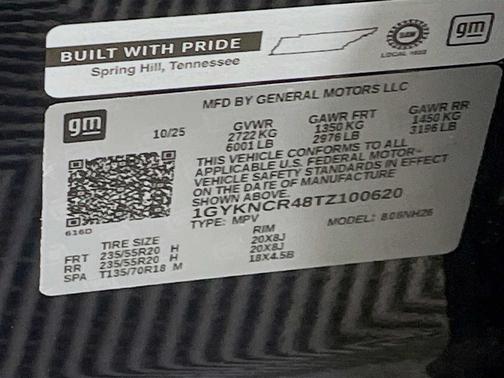 BUILT WITH PRIDE
Spring Hill, Tennessee
UAW
LOCAL 1853
gm
gm
MFD BY GENERAL MOTORS LLC
10/25 GVWR GAWR FRT GAWR RR
2722 KG 1350 KG 1450 KG
6001 LB 2976 LB 3196 LB
THIS VEHICLE CONFORMS TO ALL
APPLICABLE U.S. FEDERAL MOTOR-
VEHICLE SAFETY STANDARDS IN EFFECT
ON THE DATE OF MANUFACTURE
SHOWN ABOVE.
1GYKNCR48TZ100620
TYPE: MPV MODEL:
616D
TIRE SIZE RIM
FRT 235/55R20 H 20X8J
RR 235/55R20 H 20X8J
SPA T135/70R18 M 18X4.5B